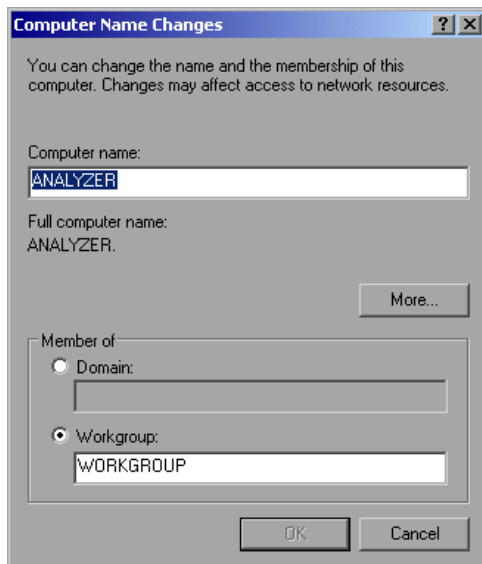 Computer Name Changes
You can change the name and the membership of this
computer. Changes may affect access to network resources.
Computer name:
ANALYZER
Full computer name:
ANALYZER.
More...
Member of
Domain:
Workgroup:
WORKGROUP
OK
Cancel